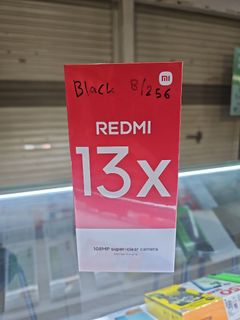 Black 8/256
mi
REDMI
13x
108MP super-clear camera